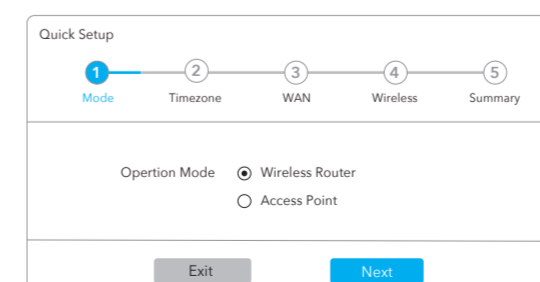 Quick Setup
1 2 3 4 5
Mode Timezone WAN Wireless Summary
Opertion Mode Wireless Router
Access Point
Exit Next